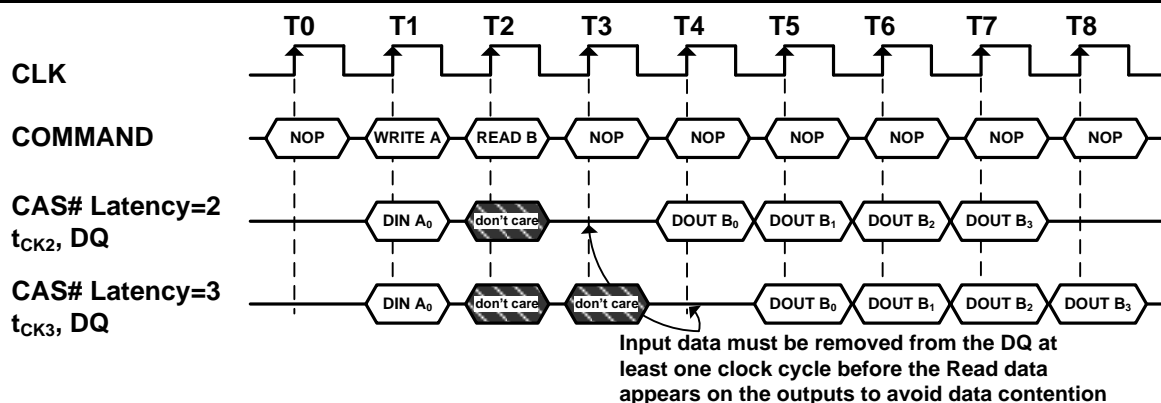 T0 T1 T2 T3 T4 T5 T6 T7 T8
CLK
COMMAND NOP WRITE A READ B NOP NOP NOP NOP NOP NOP
CAS# Latency=2
tCK2, DQ DIN A0 don't care DOUT B0 DOUT B1 DOUT B2 DOUT B3
CAS# Latency=3
tCK3, DQ DIN A0 don't care don't care DOUT B0 DOUT B1 DOUT B2 DOUT B3
Input data must be removed from the DQ at
least one clock cycle before the Read data
appears on the outputs to avoid data contention